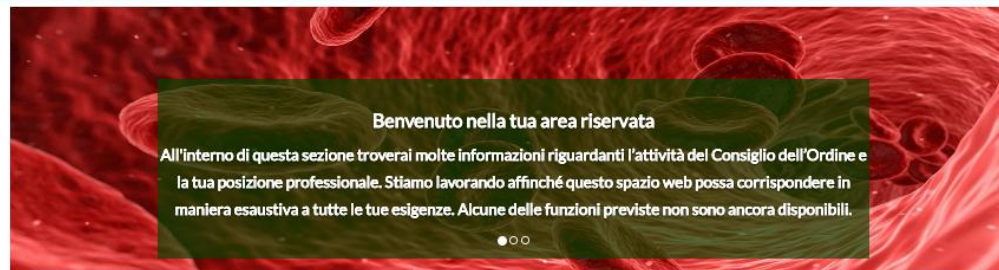 Benvenuto nella tua area riservata
All'interno di questa sezione troverai molte informazioni riguardanti l'attività del Consiglio dell'Ordine e
la tua posizione professionale. Stiamo lavorando affinché questo spazio web possa corrispondere in
maniera esaustiva a tutte le tue esigenze. Alcune delle funzioni previste non sono ancora disponibili.